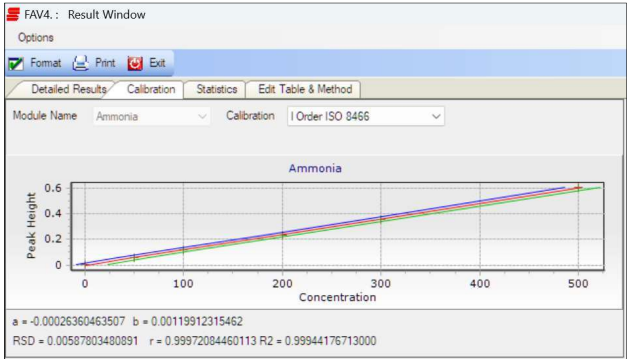 FAV4. : Result Window
Options
Format Print Exit
Detailed Results Calibration Statistics Edit Table & Method
Module Name Ammonia Calibration I Order ISO 8466
Ammonia
0.6
0.4
0.2
0
Peak Height
0 100 200 300 400 500
Concentration
a = -0.00026360463507 b = 0.00119912315462
RSD = 0.00587803480891 r = 0.99972084460113 R2 = 0.99944176713000